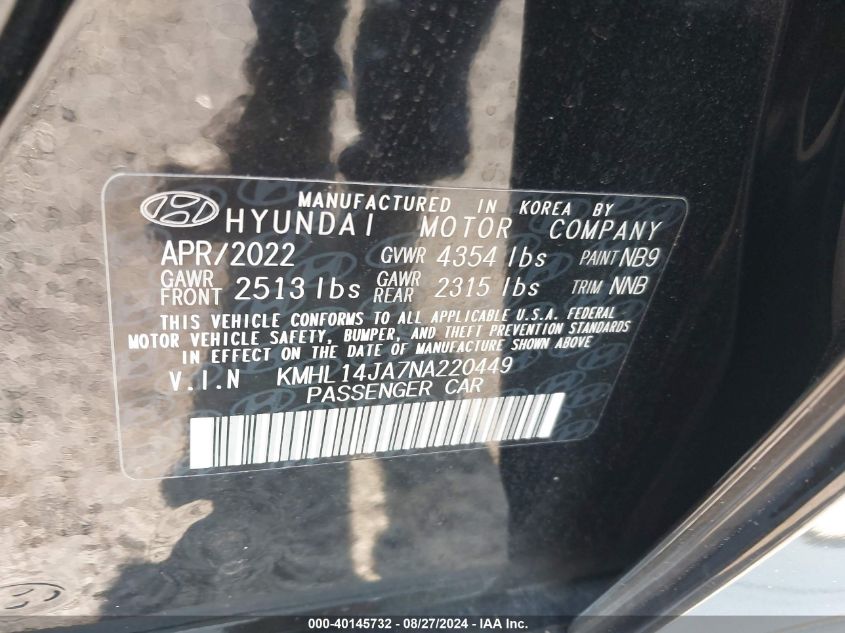 MANUFACTURED IN KOREA BY
HYUNDAI MOTOR COMPANY
APR/2022 GVWR 4354 lbs PAINT NB9
GAWR FRONT 2513 lbs GAWR REAR 2315 lbs TRIM NNB
THIS VEHICLE CONFORMS TO ALL APPLICABLE U.S.A. FEDERAL
MOTOR VEHICLE SAFETY, BUMPER, AND THEFT PREVENTION STANDARDS
IN EFFECT ON THE DATE OF MANUFACTURE SHOWN ABOVE
V.I.N KMHL14JA7NA220449
PASSENGER CAR
000-40145732 - 08/27/2024 - IAA Inc.